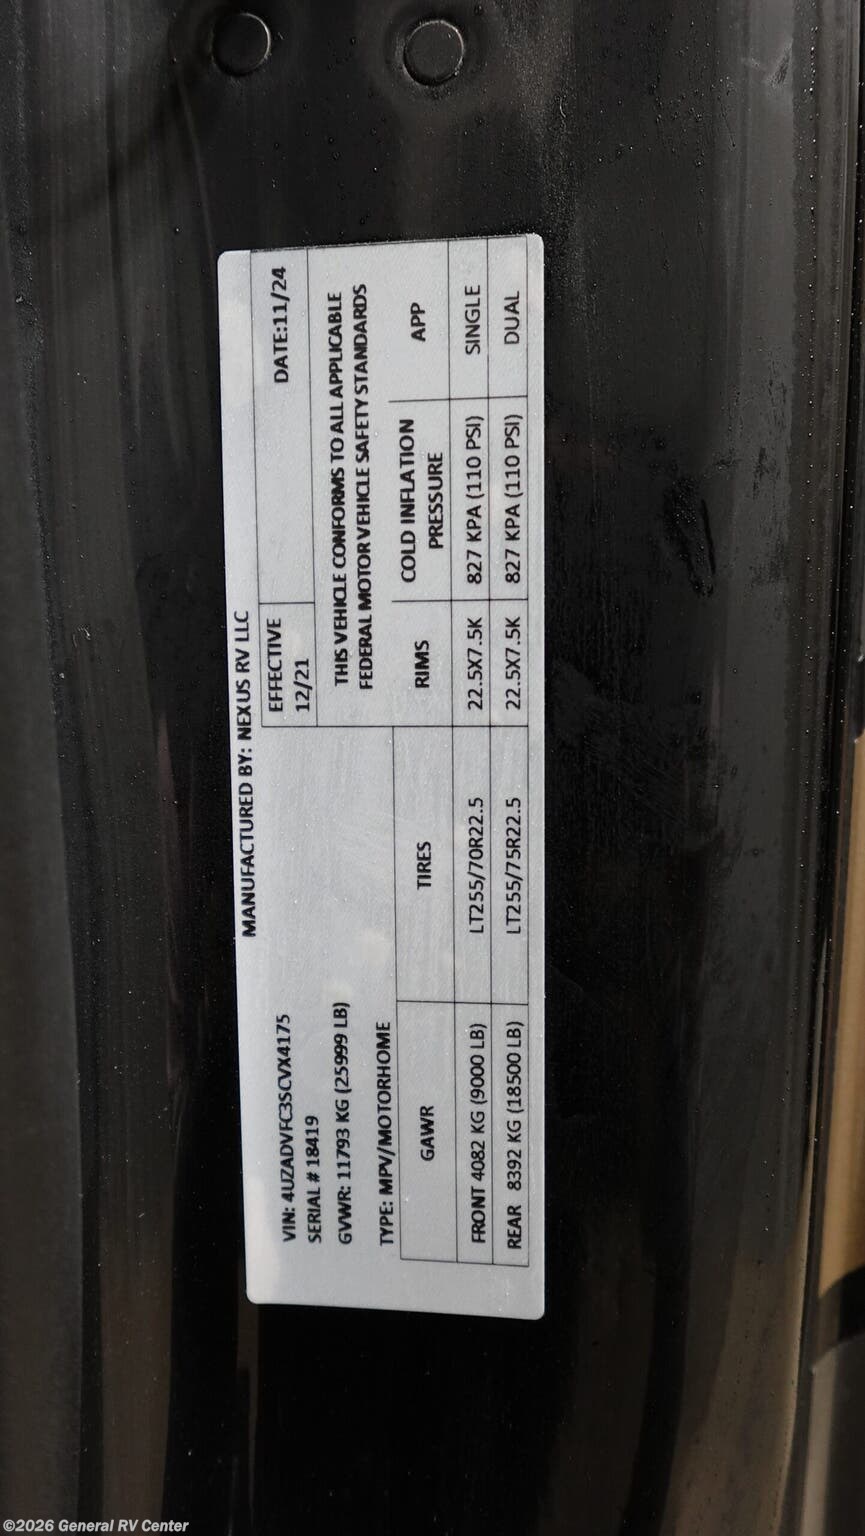 MANUFACTURED BY: NEXUS RV LLC
VIN: 4UZADVFC3SCVX4175
SERIAL # 18419
GVWR: 11793 KG (25999 LB)
TYPE: MPV/MOTORHOME
EFFECTIVE
12/21
DATE:11/24
THIS VEHICLE CONFORMS TO ALL APPLICABLE
FEDERAL MOTOR VEHICLE SAFETY STANDARDS
GAWR TIRES RIMS COLD INFLATION PRESSURE APP
FRONT 4082 KG (9000 LB) LT255/70R22.5 22.5X7.5K 827 KPA (110 PSI) SINGLE
REAR 8392 KG (18500 LB) LT255/75R22.5 22.5X7.5K 827 KPA (110 PSI) DUAL
©2026 General RV Center